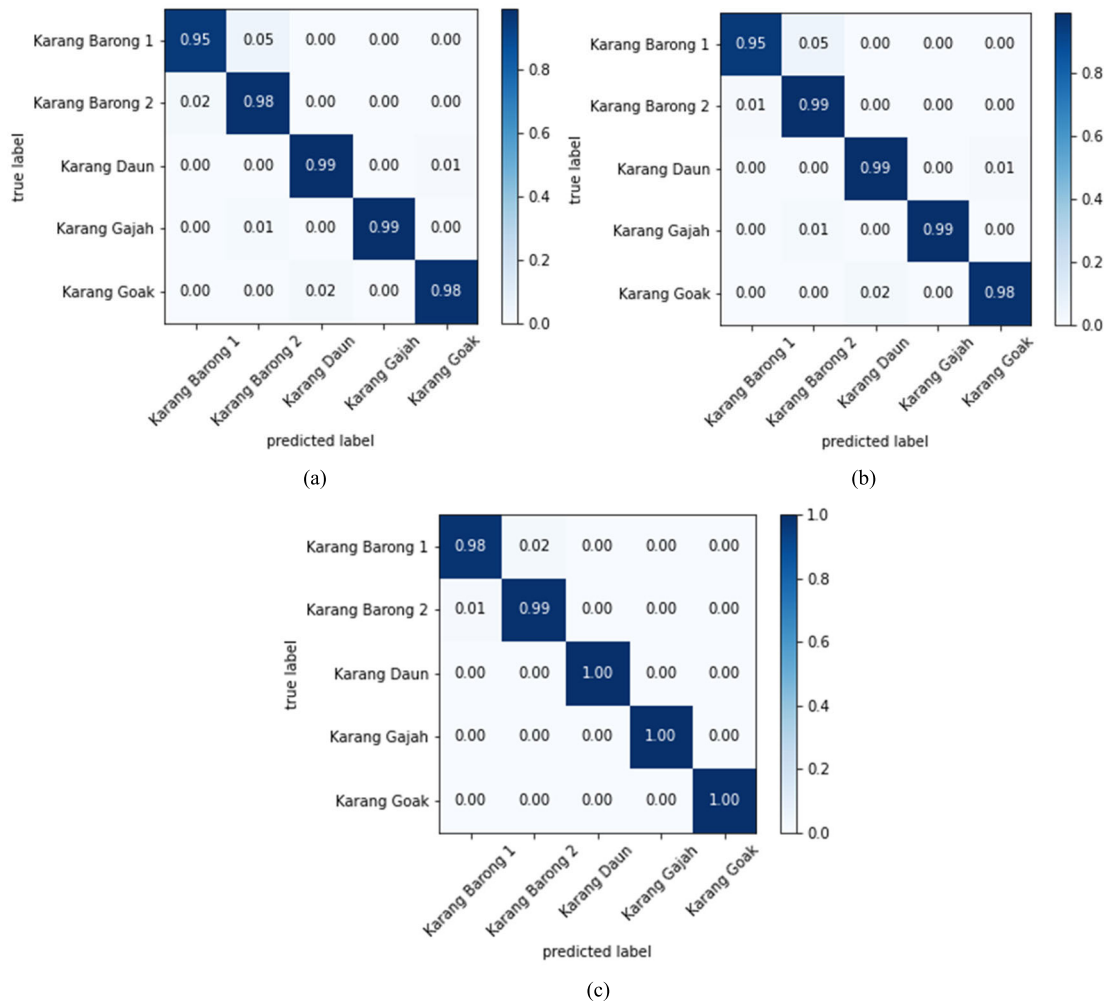 Karang Barong 1 0.95 0.05 0.00 0.00 0.00
Karang Barong 2 0.02 0.98 0.00 0.00 0.00
Karang Daun 0.00 0.00 0.99 0.00 0.01
Karang Gajah 0.00 0.01 0.00 0.99 0.00
Karang Goak 0.00 0.00 0.02 0.00 0.98
true label
Karang Barong 1
Karang Barong 2
Karang Daun
Karang Gajah
Karang Goak
predicted label
0.8
0.6
0.4
0.2
0.0
(a)
Karang Barong 1 0.95 0.05 0.00 0.00 0.00
Karang Barong 2 0.01 0.99 0.00 0.00 0.00
Karang Daun 0.00 0.00 0.99 0.00 0.01
Karang Gajah 0.00 0.01 0.00 0.99 0.00
Karang Goak 0.00 0.00 0.02 0.00 0.98
true label
Karang Barong 1
Karang Barong 2
Karang Daun
Karang Gajah
Karang Goak
predicted label
0.8
0.6
0.4
0.2
0.0
(b)
Karang Barong 1 0.98 0.02 0.00 0.00 0.00
Karang Barong 2 0.01 0.99 0.00 0.00 0.00
Karang Daun 0.00 0.00 1.00 0.00 0.00
Karang Gajah 0.00 0.00 0.00 1.00 0.00
Karang Goak 0.00 0.00 0.00 0.00 1.00
true label
Karang Barong 1
Karang Barong 2
Karang Daun
Karang Gajah
Karang Goak
predicted label
1.0
0.8
0.6
0.4
0.2
0.0
(c)